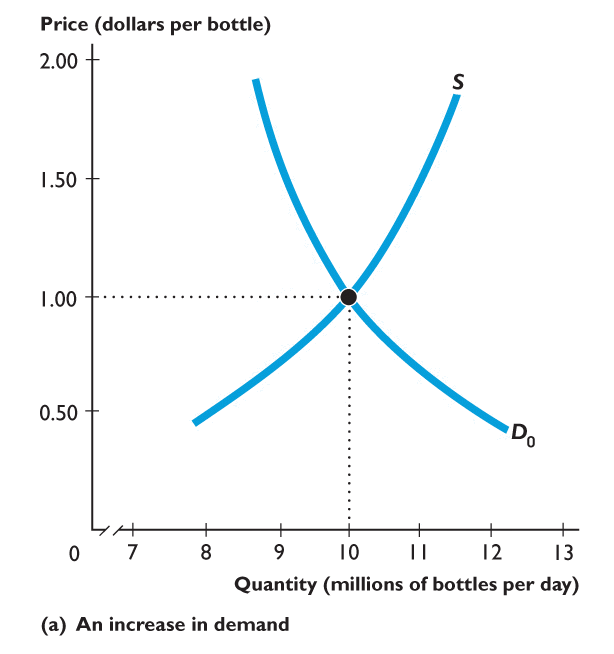 Price (dollars per bottle)
2.00
S
1.50
1.00
0.50
D0
0 7 8 9 10 11 12 13
Quantity (millions of bottles per day)
(a) An increase in demand